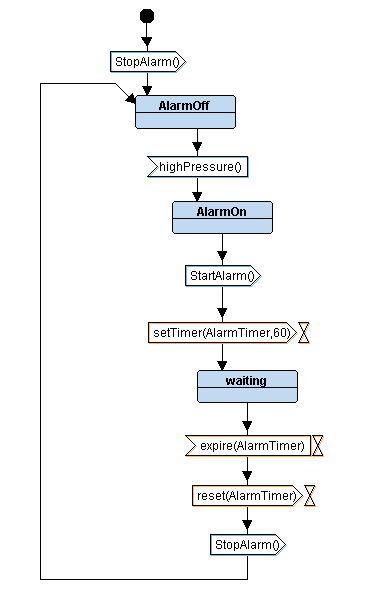 StopAlarm()
AlarmOff
highPressure()
AlarmOn
StartAlarm()
setTimer(AlarmTimer,60)
waiting
expire(AlarmTimer)
reset(AlarmTimer)
StopAlarm()